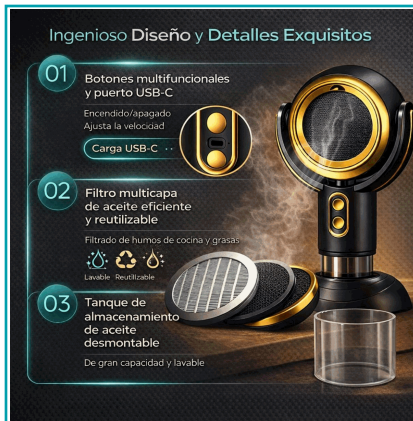 Ingenioso Diseño y Detalles Exquisitos
01
Botones multifuncionales
y puerto USB-C
Encendido/apagado
Ajusta la velocidad
Carga USB-C
02
Filtro multicapa
de aceite eficiente
y reutilizable
Filtrado de humos de cocina y grasas
Lavable Reutilizable
03
Tanque de
almacenamiento
de aceite
desmontable
De gran capacidad y lavable